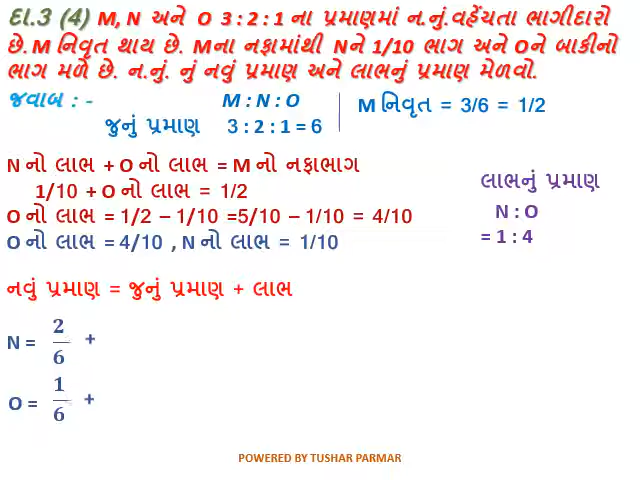 દા.3 (4) M, N અને O 3 : 2 : 1 ના પ્રમાણમાં ન.નું.વહેંચતા ભાગીદારો
છે. M નિવૃત થાય છે. Mના નફામાંથી Nને 1/10 ભાગ અને Oને બાકીનો
ભાગ મળે છે. ન.નું. નું નવું પ્રમાણ અને લાભનું પ્રમાણ મેળવો.
જવાબ : -
M : N : O
જુનું પ્રમાણ 3 : 2 : 1 = 6
M નિવૃત = 3/6 = 1/2
N નો લાભ + O નો લાભ = M નો નફાભાગ
1/10 + O નો લાભ = 1/2
O નો લાભ = 1/2 – 1/10 =5/10 – 1/10 = 4/10
O નો લાભ = 4/10 , N નો લાભ = 1/10
લાભનું પ્રમાણ
N : O
= 1 : 4
નવું પ્રમાણ = જુનું પ્રમાણ + લાભ
N = 2/6 +
O = 1/6 +
POWERED BY TUSHAR PARMAR